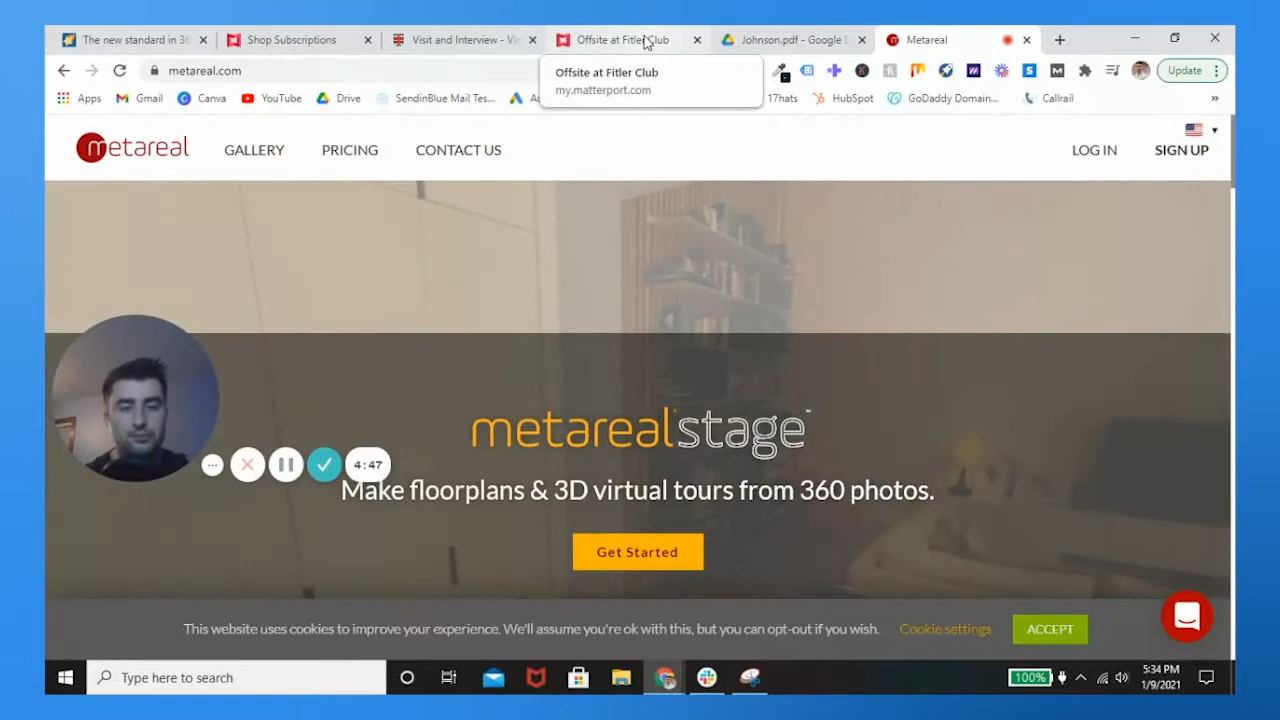 The new standard in 36
Shop Subscriptions
Visit and Interview - Vir
Offsite at Fitler Club
Johnson.pdf - Google D
Metareal
metareal.com
Update
Offsite at Fitler Club
my.matterport.com
Apps
Gmail
Canva
YouTube
Drive
SendinBlue Mail Tes...
17hats
HubSpot
GoDaddy Domain...
Callrail
»
metareal
GALLERY
PRICING
CONTACT US
LOG IN
SIGN UP
metareal stage™
4:47
Make floorplans & 3D virtual tours from 360 photos.
Get Started
This website uses cookies to improve your experience. We'll assume you're ok with this, but you can opt-out if you wish.
Cookie settings
ACCEPT
Type here to search
100%
5:34 PM
1/9/2021